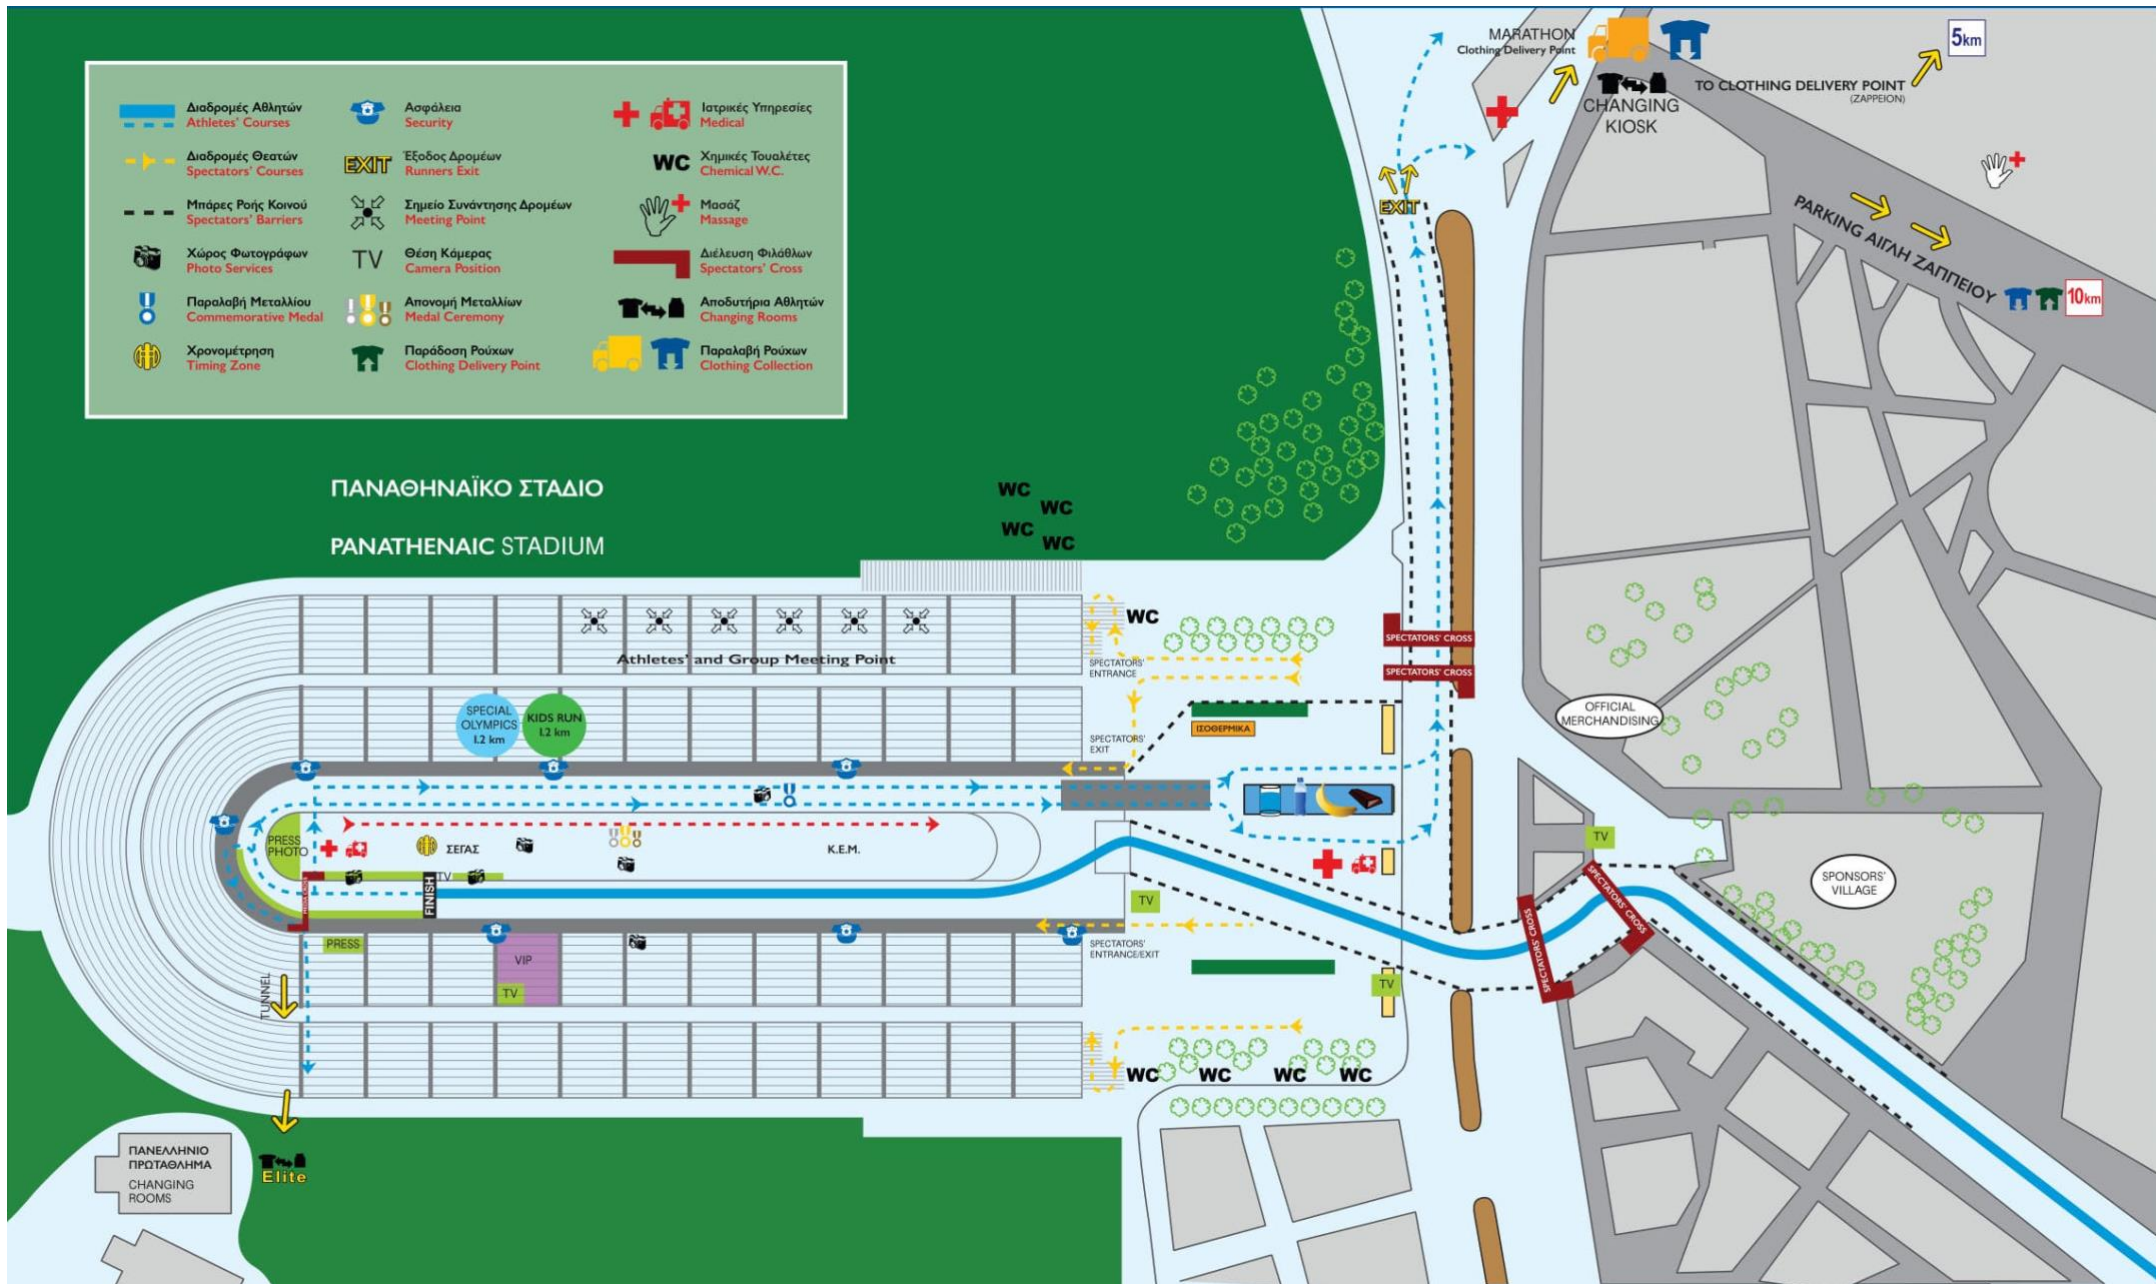 Διαδρομές Αθλητών
Athletes' Courses
Διαδρομές Θεατών
Spectators' Courses
Μπάρες Ροής Κοινού
Spectators' Barriers
Χώρος Φωτογράφων
Photo Services
Παραλαβή Μεταλλίου
Commemorative Medal
Χρονομέτρηση
Timing Zone
Ασφάλεια
Security
EXIT
Έξοδος Δρομέων
Runners Exit
Σημείο Συνάντησης Δρομέων
Meeting Point
TV
Θέση Κάμερας
Camera Position
Απονομή Μεταλλίων
Medal Ceremony
Παράδοση Ρούχων
Clothing Delivery Point
Ιατρικές Υπηρεσίες
Medical
WC
Χημικές Τουαλέτες
Chemical W.C.
Μασάζ
Massage
Διέλευση Φιλάθλων
Spectators' Cross
Αποδυτήρια Αθλητών
Changing Rooms
Παραλαβή Ρούχων
Clothing Collection
MARATHON
Clothing Delivery Point
CHANGING
KIOSK
5km
TO CLOTHING DELIVERY POINT
(ZAPPEION)
PARKING ΑΙΓΛΗ ΖΑΠΠΕΙΟΥ
10km
EXIT
ΠΑΝΑΘΗΝΑΪΚΟ ΣΤΑΔΙΟ
PANATHENAIC STADIUM
WC
WC
WC
WC
WC
Athletes' and Group Meeting Point
SPECTATORS'
ENTRANCE
SPECTATORS' CROSS
SPECTATORS' CROSS
SPECIAL
OLYMPICS
1.2 km
KIDS RUN
1.2 km
SPECTATORS'
EXIT
ΙΣΟΘΕΡΜΙΚΑ
OFFICIAL
MERCHANDISING
PRESS
PHOTO
ΣΕΓΑΣ
Κ.Ε.Μ.
TV
FINISH
TV
TV
SPONSORS'
VILLAGE
SPECTATORS' CROSS
SPECTATORS' CROSS
PRESS
VIP
TV
SPECTATORS'
ENTRANCE/EXIT
TV
TUNNEL
WC
WC
WC
WC
ΠΑΝΕΛΛΗΝΙΟ
ΠΡΩΤΑΘΛΗΜΑ
CHANGING
ROOMS
Elite